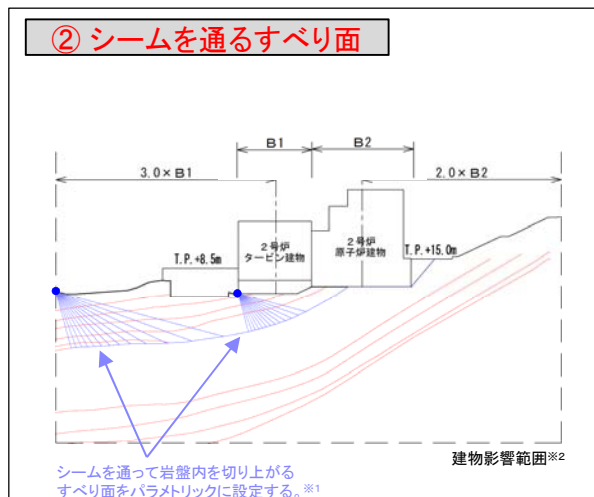 ② シームを通るすべり面
B1
B2
3.0×B1
2.0×B2
T.P.+8.5m
2号炉
タービン建物
2号炉
原子炉建物
T.P.+15.0m
建物影響範囲※2
シームを通って岩盤内を切り上がる
すべり面をパラメトリックに設定する。※1